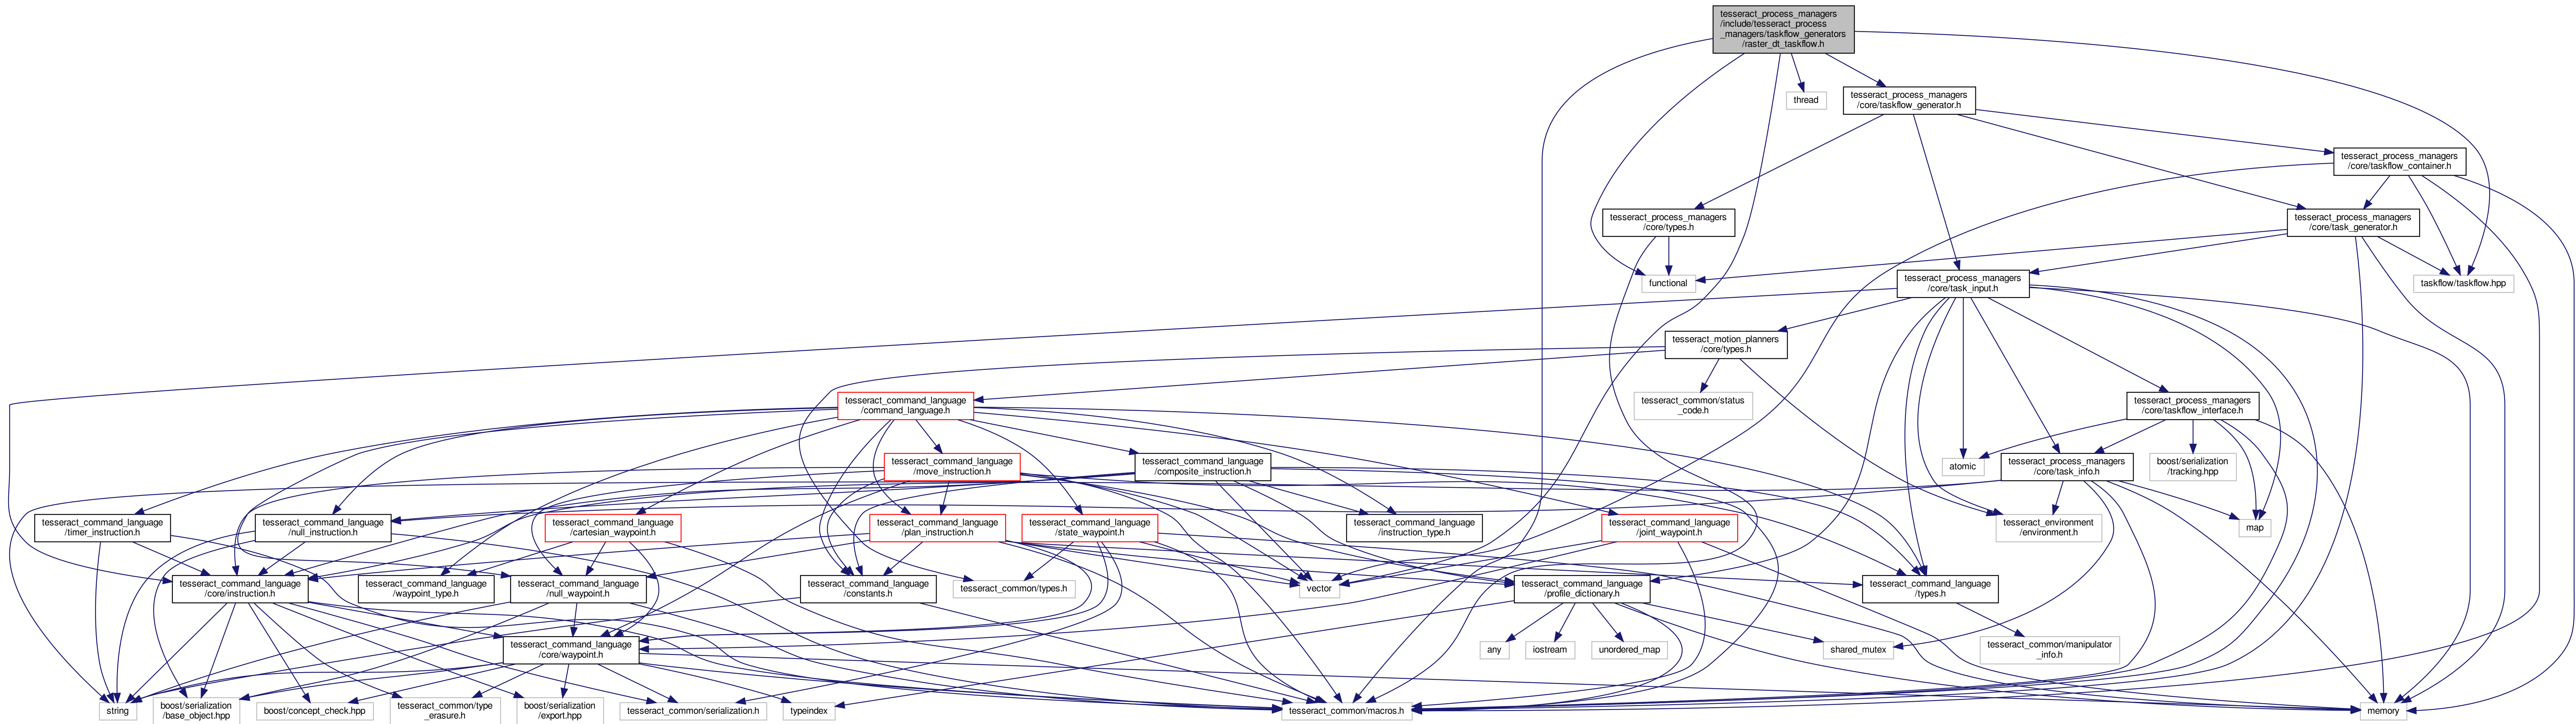 tesseract_process_managers
/include/tesseract_process
_managers/taskflow_generators
/raster_dt_taskflow.h
thread
tesseract_process_managers
/core/taskflow_generator.h
tesseract_process_managers
/core/taskflow_container.h
tesseract_process_managers
/core/types.h
tesseract_process_managers
/core/task_generator.h
functional
tesseract_process_managers
/core/task_input.h
taskflow/taskflow.hpp
tesseract_motion_planners
/core/types.h
tesseract_command_language
/command_language.h
tesseract_common/status
_code.h
tesseract_process_managers
/core/taskflow_interface.h
tesseract_command_language
/move_instruction.h
tesseract_command_language
/composite_instruction.h
atomic
tesseract_process_managers
/core/task_info.h
boost/serialization
/tracking.hpp
tesseract_command_language
/timer_instruction.h
tesseract_command_language
/null_instruction.h
tesseract_command_language
/cartesian_waypoint.h
tesseract_command_language
/plan_instruction.h
tesseract_command_language
/state_waypoint.h
tesseract_command_language
/instruction_type.h
tesseract_command_language
/joint_waypoint.h
tesseract_environment
/environment.h
map
tesseract_command_language
/core/instruction.h
tesseract_command_language
/waypoint_type.h
tesseract_command_language
/null_waypoint.h
tesseract_command_language
/constants.h
tesseract_common/types.h
vector
tesseract_command_language
/profile_dictionary.h
tesseract_command_language
/types.h
tesseract_command_language
/core/waypoint.h
any
iostream
unordered_map
shared_mutex
tesseract_common/manipulator
_info.h
string
boost/serialization
/base_object.hpp
boost/concept_check.hpp
tesseract_common/type
_erasure.h
boost/serialization
/export.hpp
tesseract_common/serialization.h
typeindex
tesseract_common/macros.h
memory